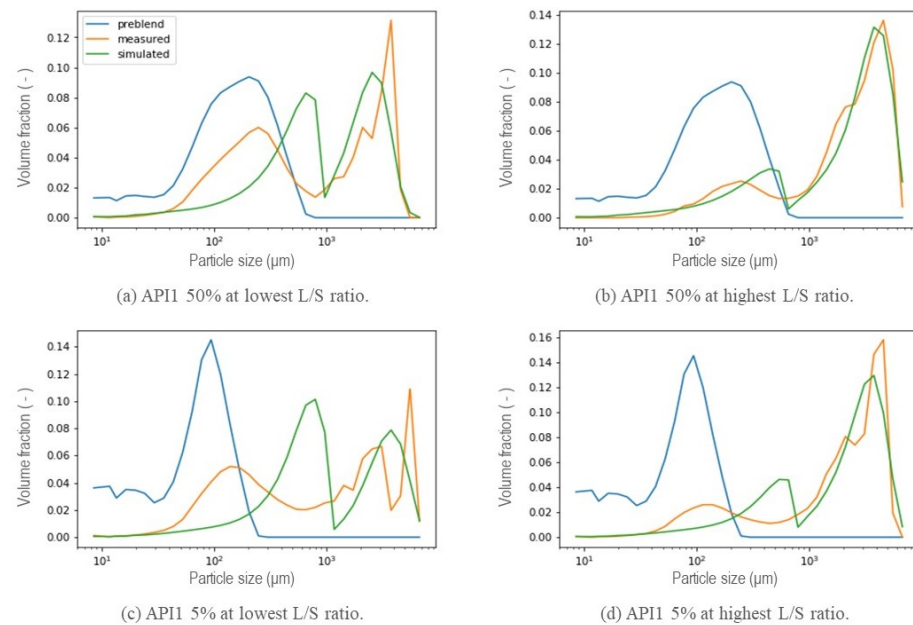 preblend
measured
simulated
Volume fraction ( - )
0.12
0.10
0.08
0.06
0.04
0.02
0.00
10¹ 10² 10³
Particle size (µm)
(a) API1 50% at lowest L/S ratio.
Volume fraction ( - )
0.14
0.12
0.10
0.08
0.06
0.04
0.02
0.00
10¹ 10² 10³
Particle size (µm)
(b) API1 50% at highest L/S ratio.
Volume fraction ( - )
0.14
0.12
0.10
0.08
0.06
0.04
0.02
0.00
10¹ 10² 10³
Particle size (µm)
(c) API1 5% at lowest L/S ratio.
Volume fraction ( - )
0.16
0.14
0.12
0.10
0.08
0.06
0.04
0.02
0.00
10¹ 10² 10³
Particle size (µm)
(d) API1 5% at highest L/S ratio.